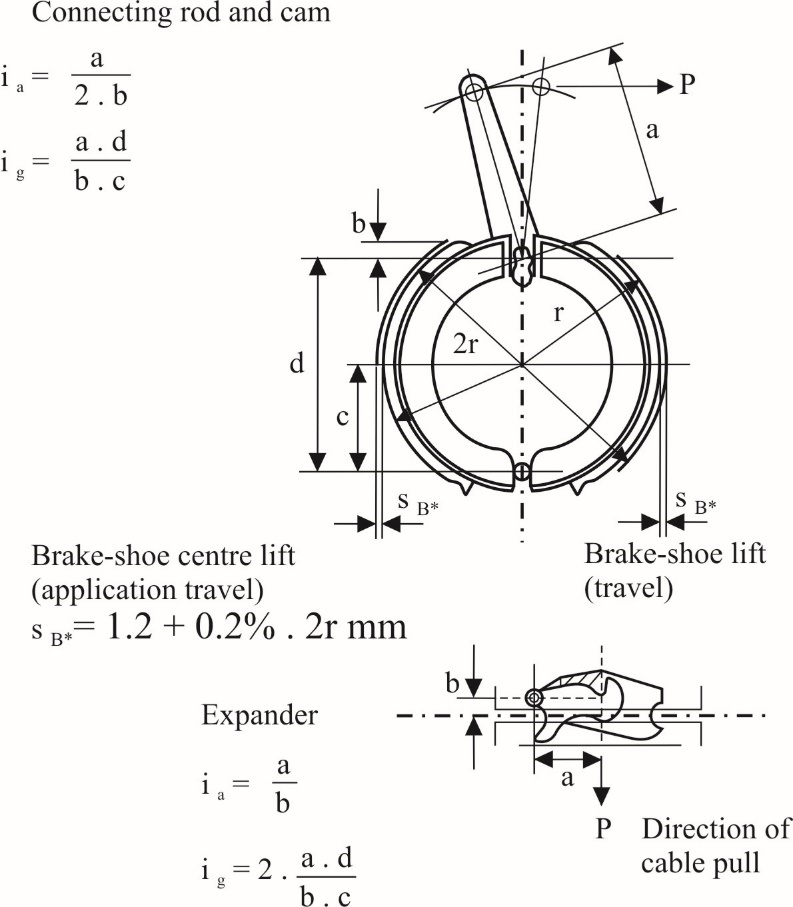 Connecting rod and cam
i a = a / 2 . b
i g = a . d / b . c
P
a
b
r
2r
d
c
s B*
s B*
Brake-shoe centre lift
(application travel)
Brake-shoe lift
(travel)
s B* = 1.2 + 0.2% . 2r mm
b
Expander
i a = a / b
a
P Direction of
cable pull
i g = 2 . a . d / b . c